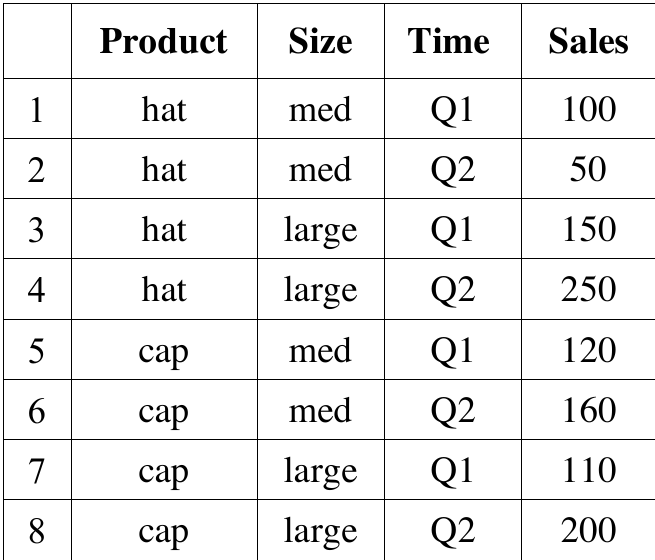 Product Size Time Sales
1 hat med Q1 100
2 hat med Q2 50
3 hat large Q1 150
4 hat large Q2 250
5 cap med Q1 120
6 cap med Q2 160
7 cap large Q1 110
8 cap large Q2 200